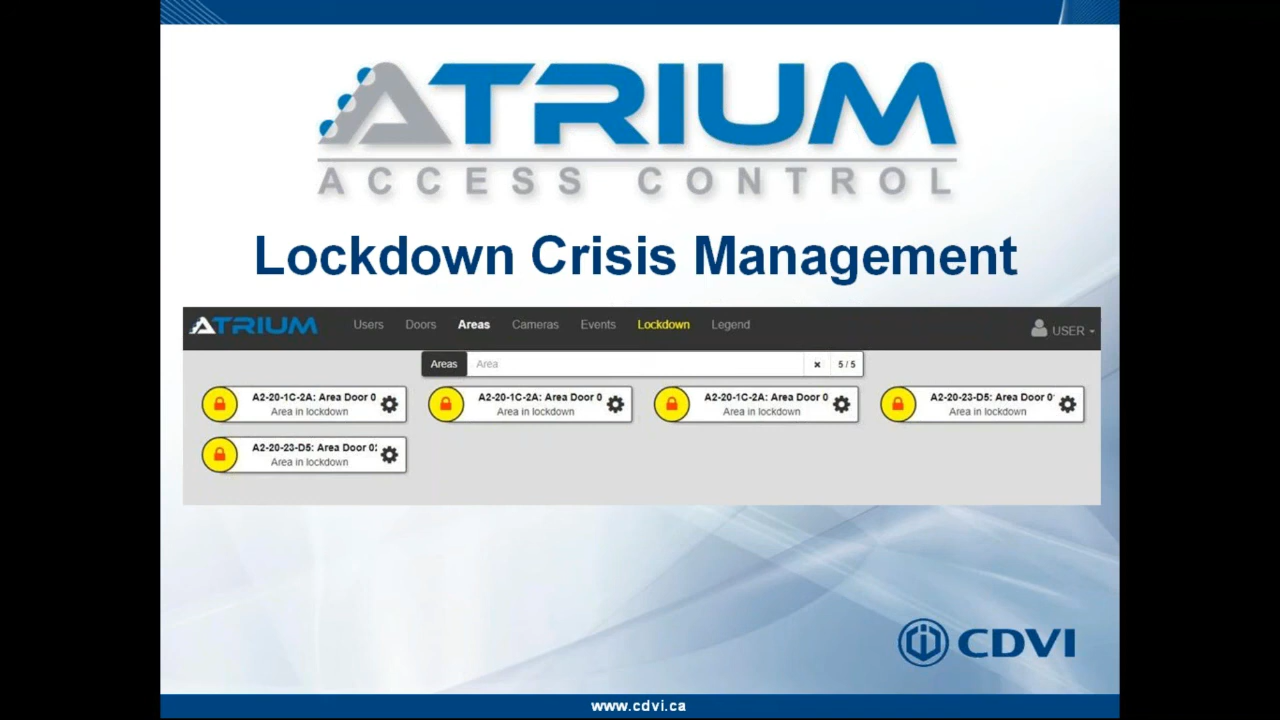 ATRIUM
ACCESS CONTROL
Lockdown Crisis Management
ATRIUM Users Doors Areas Cameras Events Lockdown Legend USER
Areas Area × 5 / 5
A2-20-1C-2A: Area Door 0 A2-20-1C-2A: Area Door 0 A2-20-1C-2A: Area Door 0 A2-20-23-D5: Area Door 0
Area in lockdown Area in lockdown Area in lockdown Area in lockdown
A2-20-23-D5: Area Door 0
Area in lockdown
CDVI
www.cdvi.ca